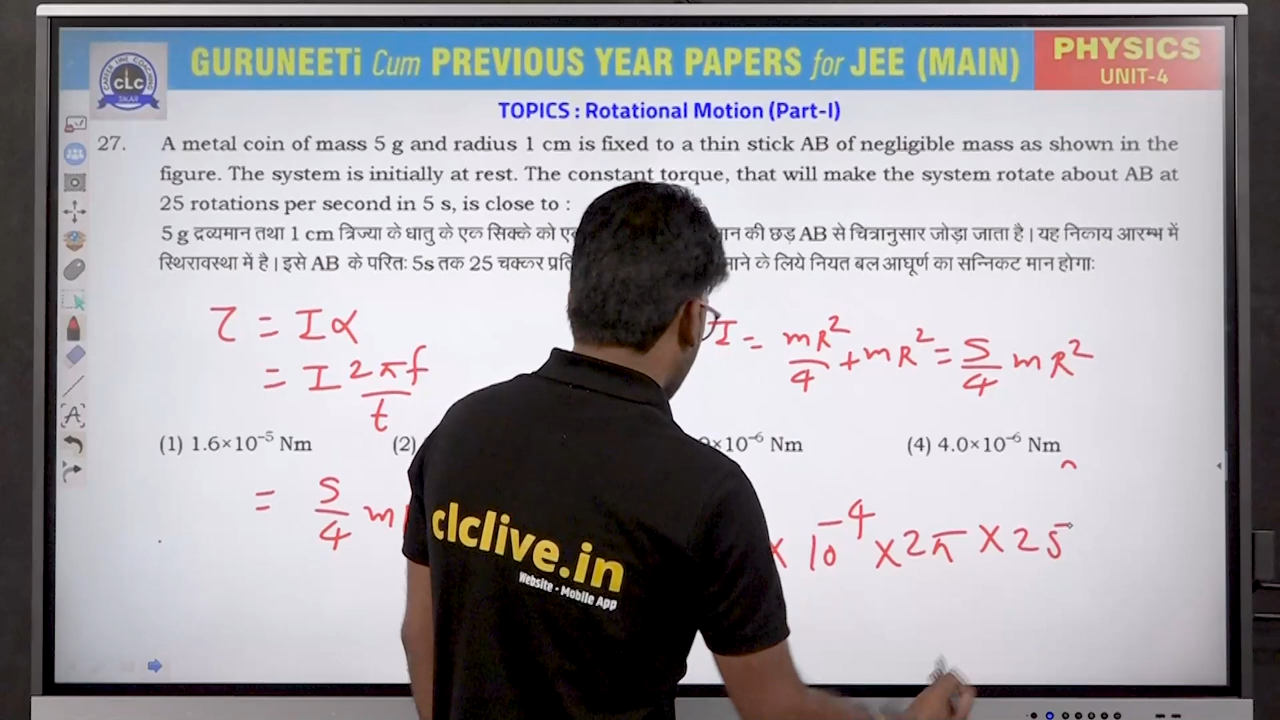 GURUNEETi Cum PREVIOUS YEAR PAPERS for JEE (MAIN)
PHYSICS
UNIT-4
CAREER LINE COACHING
CLC
SIKAR
TOPICS : Rotational Motion (Part-I)
27. A metal coin of mass 5 g and radius 1 cm is fixed to a thin stick AB of negligible mass as shown in the
figure. The system is initially at rest. The constant torque, that will make the system rotate about AB at
25 rotations per second in 5 s, is close to :
5 g द्रव्यमान तथा 1 cm त्रिज्या के धातु के एक सिक्के को की छड़ AB से चित्रानुसार जोड़ा जाता है। यह निकाय आरम्भ में
स्थिरावस्था में है। इसे AB के परितः 5s तक 25 चक्कर के लिये नियत बल आघूर्ण का सन्निकट मान होगाः
τ = Iα
= I 2πf/t
I = mR²/4 + mR² = 5/4 mR²
(1) 1.6×10⁻⁵ Nm (2) ×10⁻⁶ Nm (4) 4.0×10⁻⁶ Nm
= 5/4 m × 10⁻⁴ × 2π × 25
clclive.in
Website - Mobile App